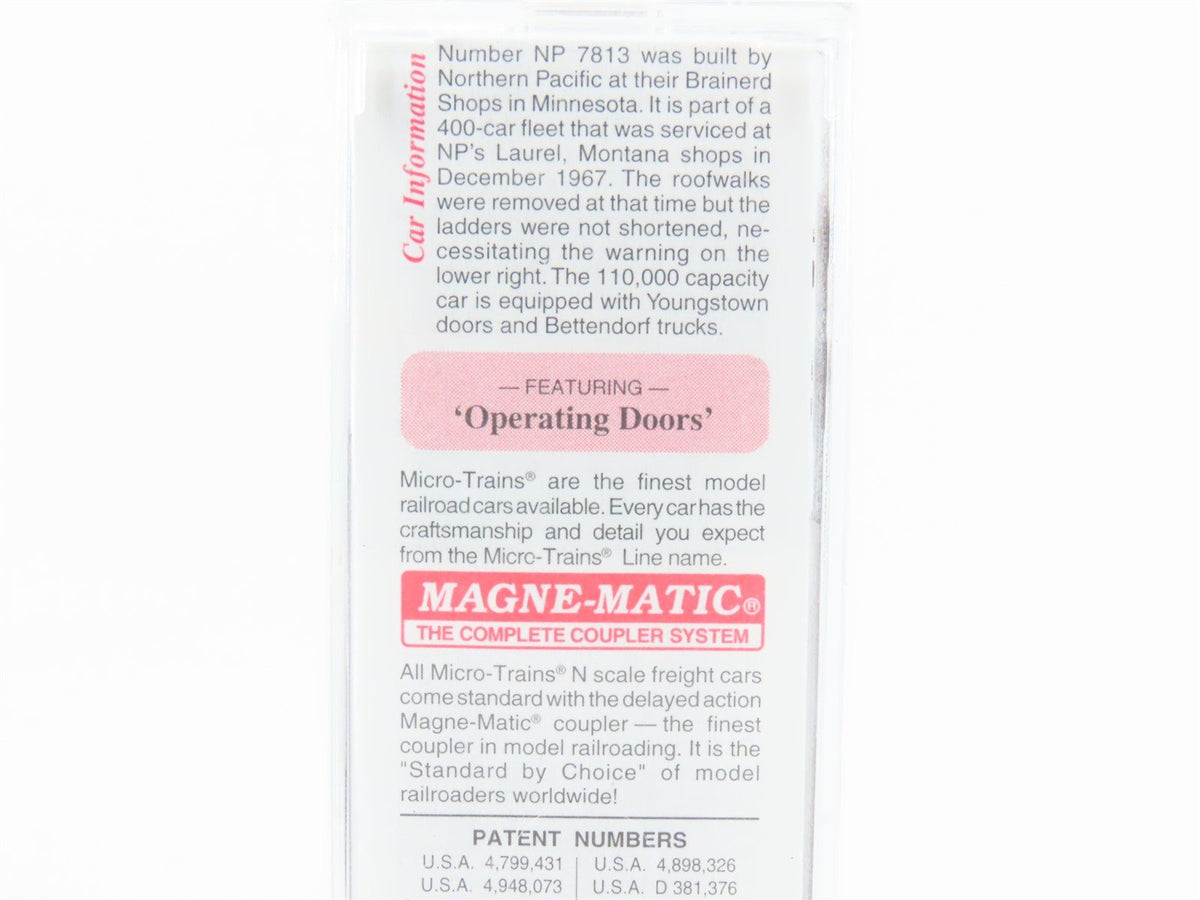 Car Information
Number NP 7813 was built by
Northern Pacific at their Brainerd
Shops in Minnesota. It is part of a
400-car fleet that was serviced at
NP's Laurel, Montana shops in
December 1967. The roofwalks
were removed at that time but the
ladders were not shortened, ne-
cessitating the warning on the
lower right. The 110,000 capacity
car is equipped with Youngstown
doors and Bettendorf trucks.
— FEATURING —
‘Operating Doors’
Micro-Trains® are the finest model
railroad cars available. Every car has the
craftsmanship and detail you expect
from the Micro-Trains® Line name.
MAGNE-MATIC®
THE COMPLETE COUPLER SYSTEM
All Micro-Trains® N scale freight cars
come standard with the delayed action
Magne-Matic® coupler — the finest
coupler in model railroading. It is the
"Standard by Choice" of model
railroaders worldwide!
PATENT NUMBERS
U.S.A. 4,799,431 U.S.A. 4,898,326
U.S.A. 4,948,073 U.S.A. D 381,376